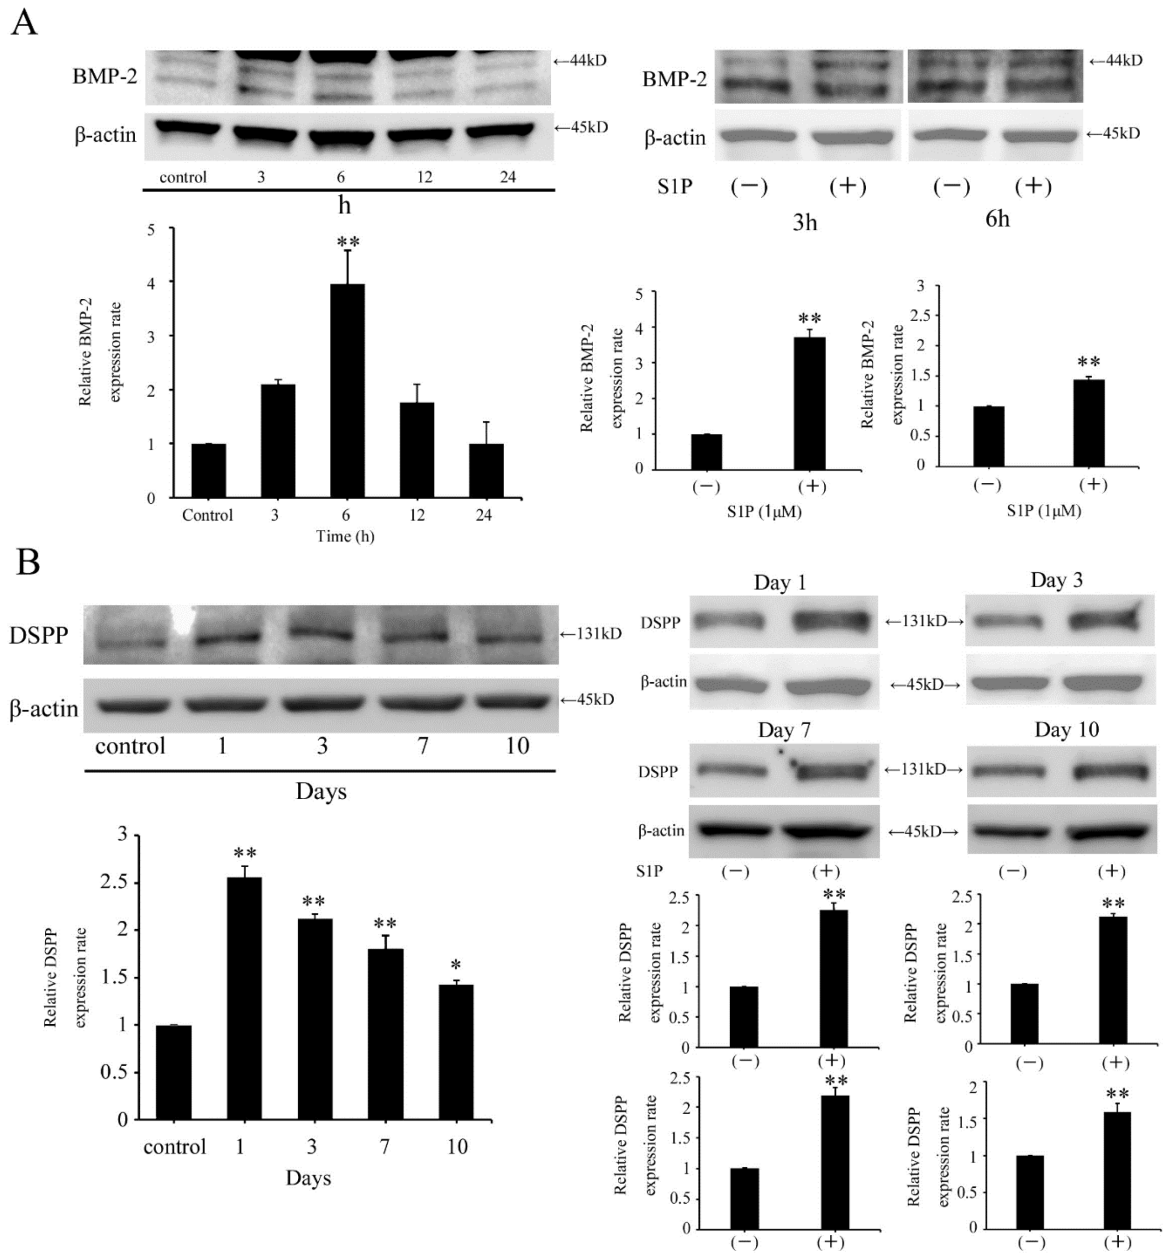 A
BMP-2
←44kD
β-actin
←45kD
control 3 6 12 24
h
5
4
3
2
1
0
**
Relative BMP-2
expression rate
Control 3 6 12 24
Time (h)
BMP-2
←44kD
β-actin
←45kD
S1P (−) (+) (−) (+)
3h 6h
5
4
3
2
1
0
**
Relative BMP-2
expression rate
(−) (+)
S1P (1μM)
3
2.5
2
1.5
1
0.5
0
**
Relative BMP-2
expression rate
(−) (+)
S1P (1μM)
B
DSPP
←131kD
β-actin
←45kD
control 1 3 7 10
Days
3
2.5
2
1.5
1
0.5
0
**
**
**
*
Relative DSPP
expression rate
control 1 3 7 10
Days
Day 1 Day 3
DSPP ←131kD→
β-actin ←45kD→
Day 7 Day 10
DSPP ←131kD→
β-actin ←45kD→
S1P (−) (+) (−) (+)
2.5
2
1.5
1
0.5
0
**
Relative DSPP
expression rate
(−) (+)
2.5
2
1.5
1
0.5
0
**
Relative DSPP
expression rate
(−) (+)
2.5
2
1.5
1
0.5
0
**
Relative DSPP
expression rate
(−) (+)
2
1.5
1
0.5
0
**
Relative DSPP
expression rate
(−) (+)